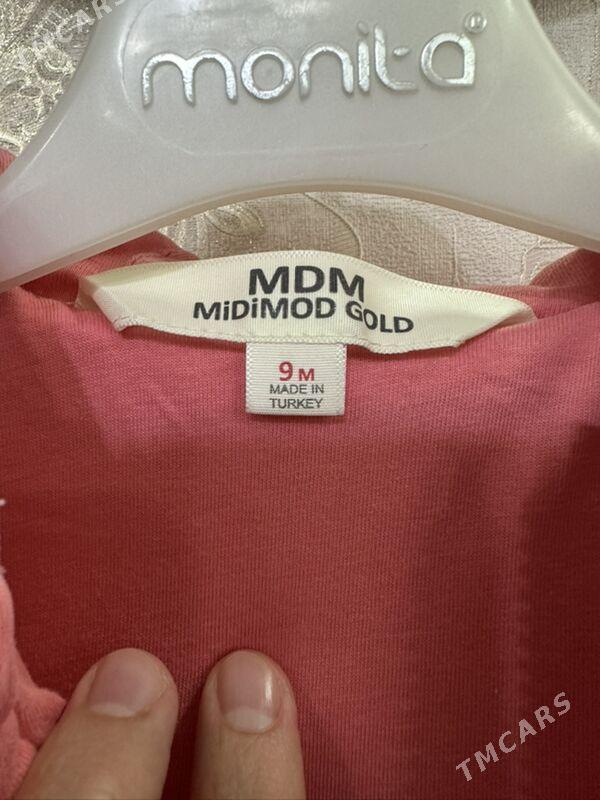 TMCARS
monita®
MDM
MiDiMOD GOLD
9 M
MADE IN
TURKEY
TMCARS